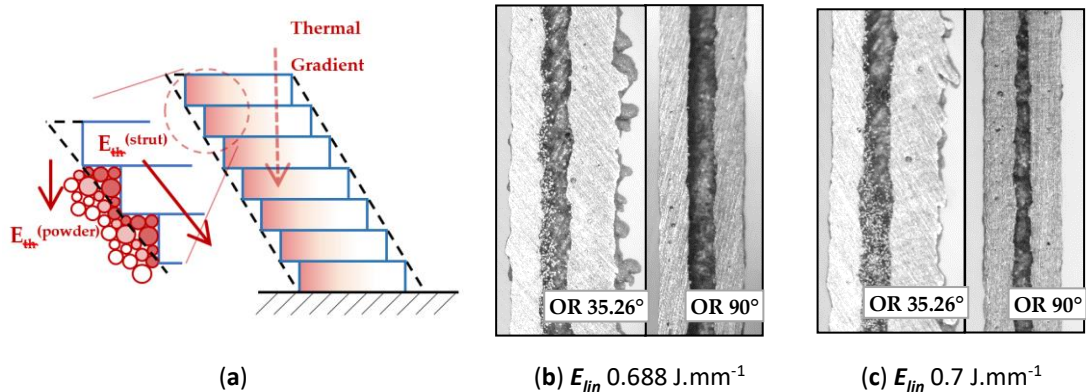 Thermal
Gradient
E_th^(strut)
E_th^(powder)
OR 35.26°
OR 90°
OR 35.26°
OR 90°
(a)
(b) E_lin 0.688 J.mm⁻¹
(c) E_lin 0.7 J.mm⁻¹